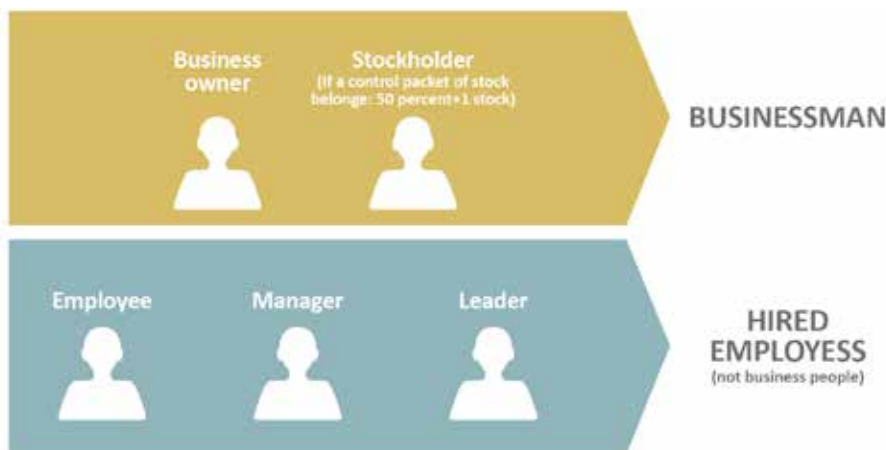 Business
owner
Stockholder
(If a control packet of stock
belonge: 50 percent+1 stock)
BUSINESSMAN
Employee
Manager
Leader
HIRED
EMPLOYESS
(not business people)